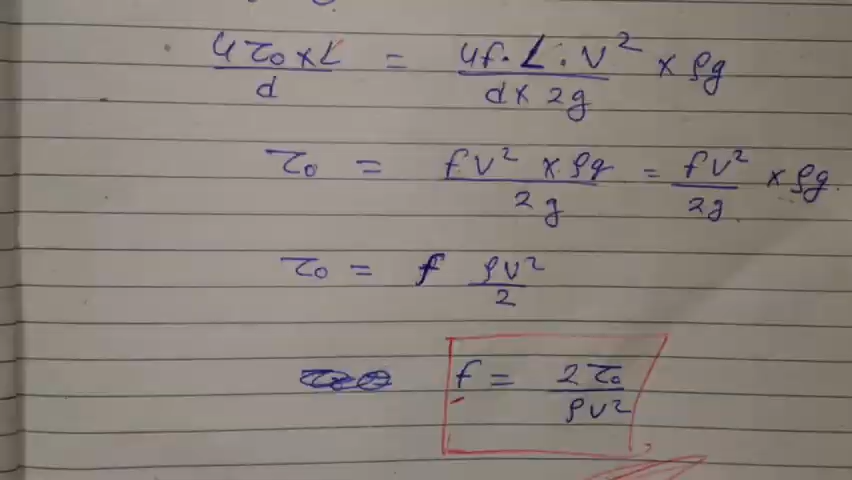 4τ₀ × L / d = 4f · L · V² / d × 2g × ρg
τ₀ = fV² × ρg / 2g = fV² / 2g × ρg
τ₀ = f ρV² / 2
f = 2τ₀ / ρV²